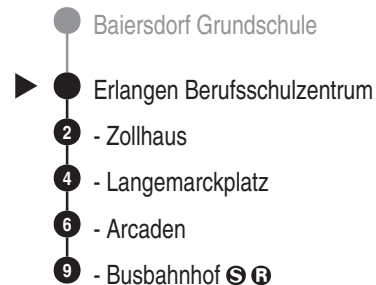 Baiersdorf Grundschule
Erlangen Berufsschulzentrum
2 - Zollhaus
4 - Langemarckplatz
6 - Arcaden
9 - Busbahnhof S R